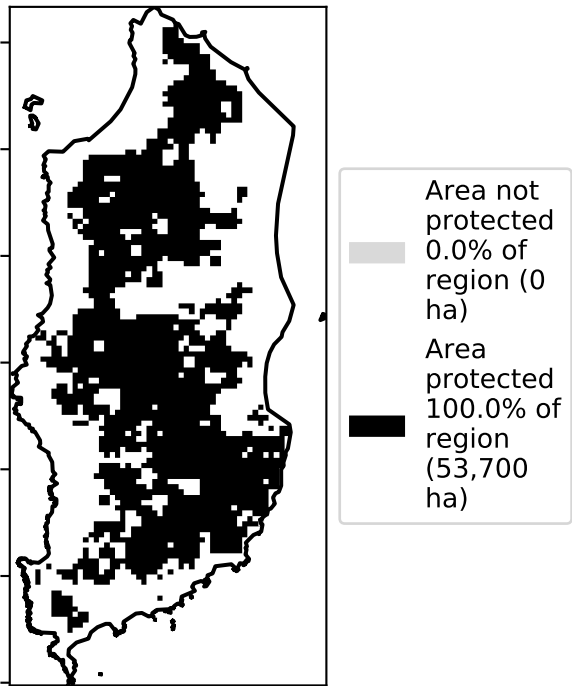 Area not
protected
0.0% of
region (0
ha)
Area
protected
100.0% of
region
(53,700
ha)